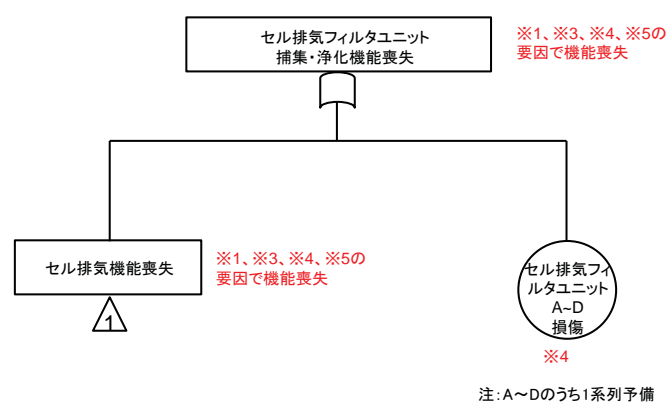 セル排気フィルタユニット
捕集・浄化機能喪失
※1、※3、※4、※5の
要因で機能喪失
セル排気機能喪失
※1、※3、※4、※5の
要因で機能喪失
1
セル排気フィ
ルタユニット
A~D
損傷
※4
注:A～Dのうち1系列予備